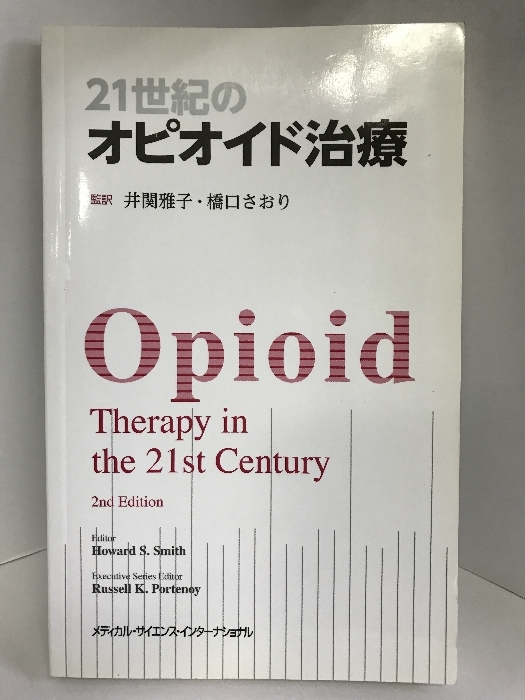 21世紀の
オピオイド治療
監訳 井関雅子・橋口さおり
Opioid
Therapy in
the 21st Century
2nd Edition
Editor
Howard S. Smith
Executive Series Editor
Russell K. Portenoy
メディカル・サイエンス・インターナショナル